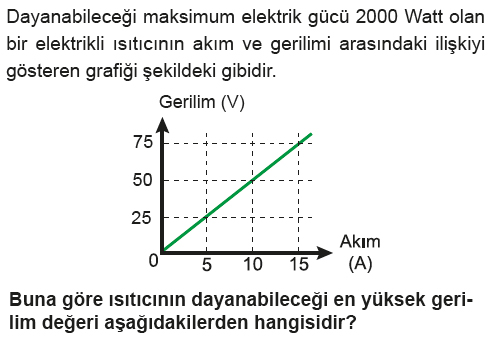 Dayanabileceği maksimum elektrik gücü 2000 Watt olan
bir elektrikli ısıtıcının akım ve gerilimi arasındaki ilişkiyi
gösteren grafiği şekildeki gibidir.
Gerilim (V)
75
50
25
0
5 10 15
Akım
(A)
Buna göre ısıtıcının dayanabileceği en yüksek geri-
lim değeri aşağıdakilerden hangisidir?